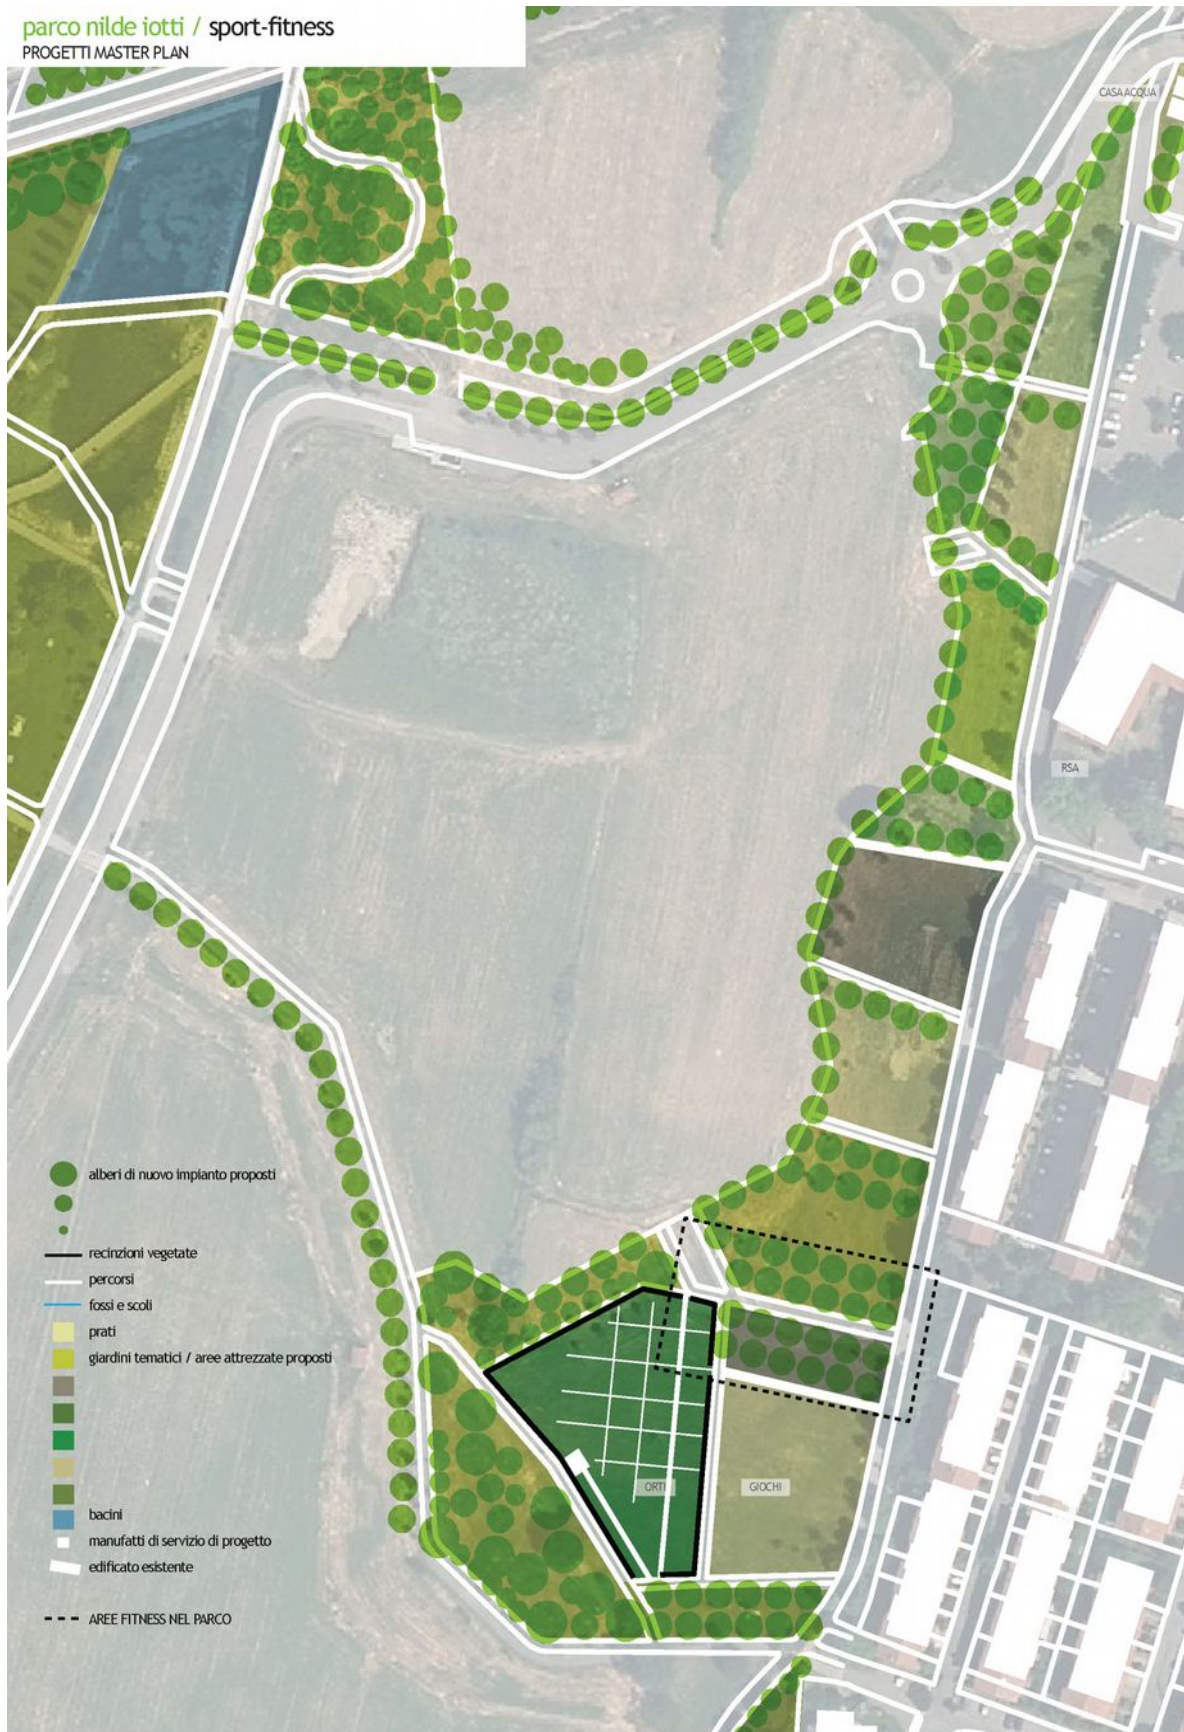 parco nilde iotti / sport-fitness
PROGETTI MASTER PLAN
CASA ACQUA
RSA
alberi di nuovo impianto proposti
recinzioni vegetate
percorsi
fossi e scoli
prati
giardini tematici / aree attrezzate proposti
ORTI
GIOCHI
bacini
manufatti di servizio di progetto
edificato esistente
AREE FITNESS NEL PARCO